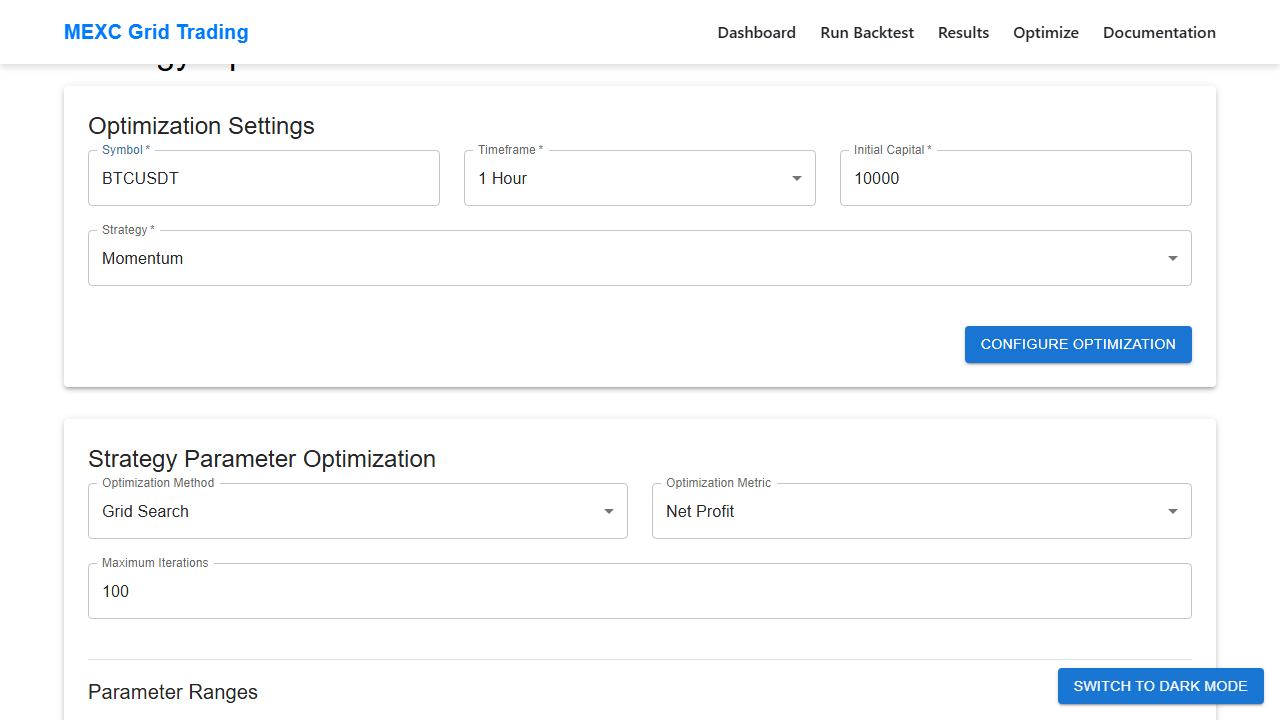 MEXC Grid Trading
Dashboard
Run Backtest
Results
Optimize
Documentation
Optimization Settings
Symbol *
BTCUSDT
Timeframe *
1 Hour
Initial Capital *
10000
Strategy *
Momentum
CONFIGURE OPTIMIZATION
Strategy Parameter Optimization
Optimization Method
Grid Search
Optimization Metric
Net Profit
Maximum Iterations
100
Parameter Ranges
SWITCH TO DARK MODE